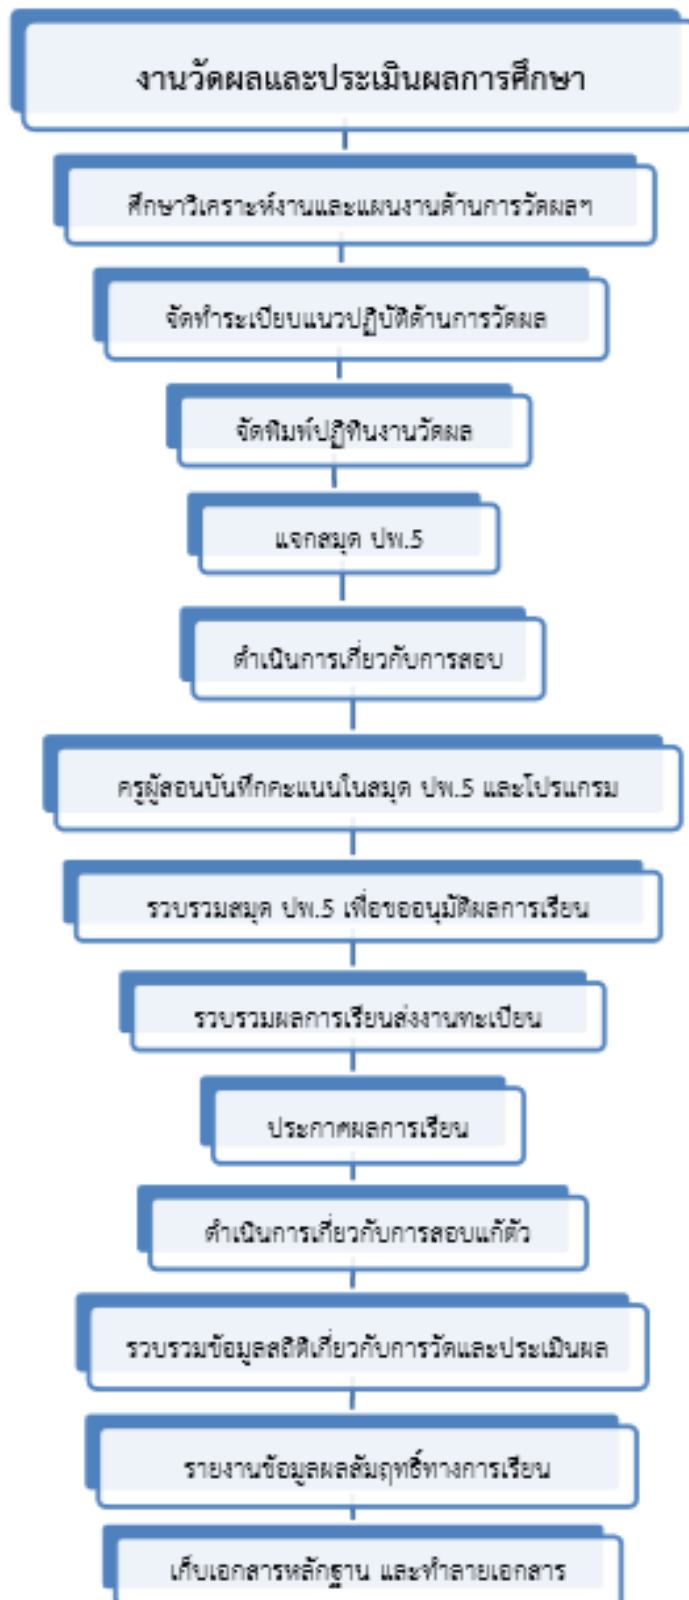 งานวัดผลและประเมินผลการศึกษา
ศึกษาวิเคราะห์งานและแผนงานด้านการวัดผลฯ
จัดทำระเบียบแนวปฏิบัติด้านการวัดผล
จัดพิมพ์ปฏิทินงานวัดผล
แจกสมุด ปพ.5
ดำเนินการเกี่ยวกับการสอบ
ครูผู้สอนบันทึกคะแนนในสมุด ปพ.5 และโปรแกรม
รวบรวมสมุด ปพ.5 เพื่อขออนุมัติผลการเรียน
รวบรวมผลการเรียนส่งงานทะเบียน
ประกาศผลการเรียน
ดำเนินการเกี่ยวกับการสอบแก้ตัว
รวบรวมข้อมูลสถิติเกี่ยวกับการวัดและประเมินผล
รายงานข้อมูลผลสัมฤทธิ์ทางการเรียน
เก็บเอกสารหลักฐาน และทำลายเอกสาร